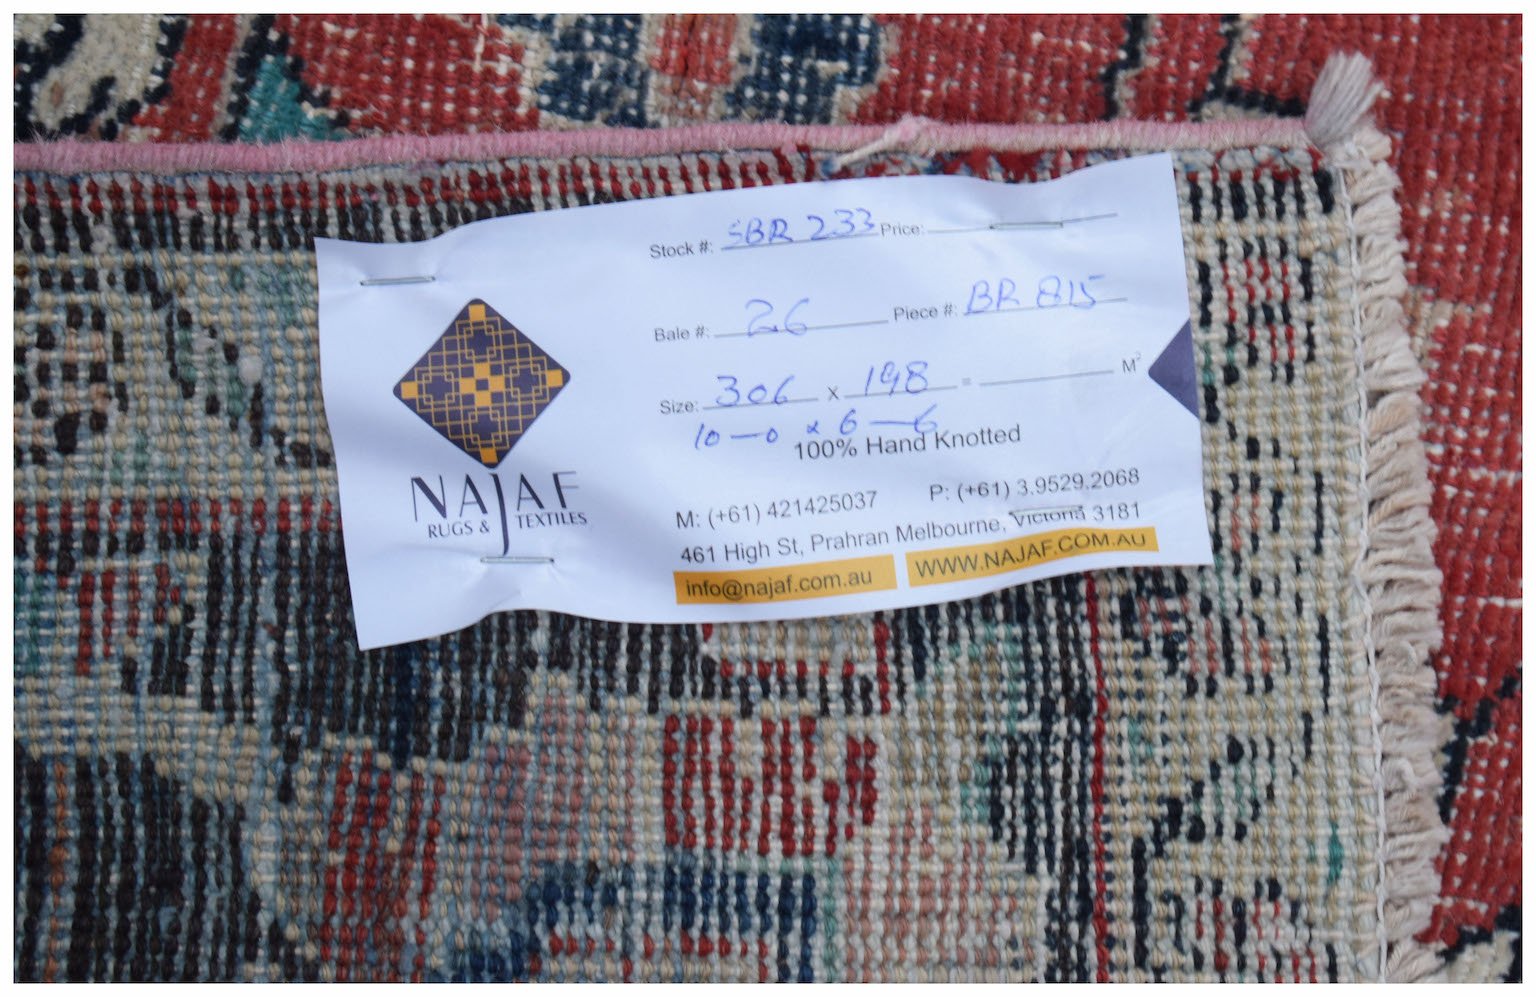 Stock #: SBR 233 Price:
Bale #: 26 Piece #: BR 815
Size: 306 x 198 = M²
10—0 x 6—6
100% Hand Knotted
NAJAF
RUGS & TEXTILES
M: (+61) 421425037 P: (+61) 3.9529.2068
461 High St, Prahran Melbourne, Victoria 3181
info@najaf.com.au WWW.NAJAF.COM.AU